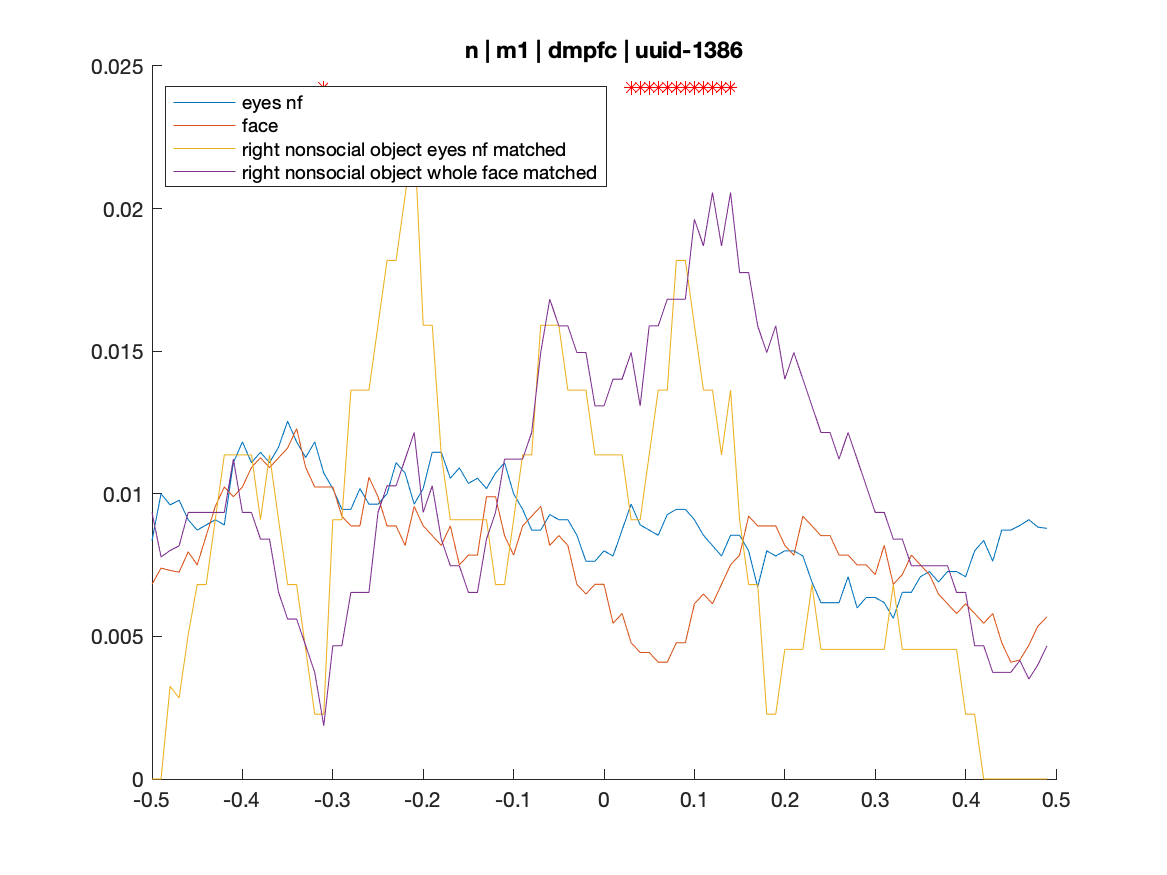 n | m1 | dmpfc | uuid-1386
0.025
0.02
0.015
0.01
0.005
0
eyes nf
face
right nonsocial object eyes nf matched
right nonsocial object whole face matched
-0.5 -0.4 -0.3 -0.2 -0.1 0 0.1 0.2 0.3 0.4 0.5